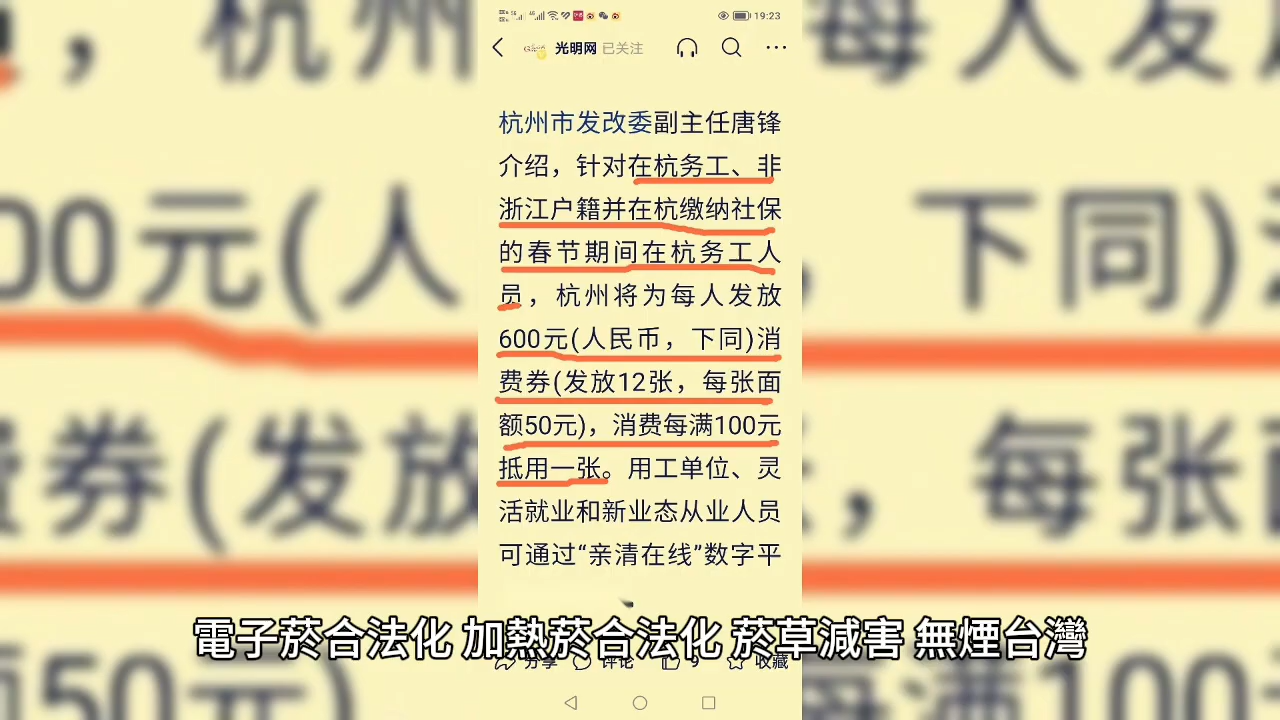 19:23
光明网 已关注
杭州市发改委副主任唐锋
介绍，针对在杭务工、非
浙江户籍并在杭缴纳社保
的春节期间在杭务工人
员，杭州将为每人发放
600元(人民币，下同)消
费券(发放12张，每张面
额50元)，消费每满100元
抵用一张。用工单位、灵
活就业和新业态从业人员
可通过“亲清在线”数字平
電子菸合法化 加熱菸合法化 菸草減害 無煙台灣
分享 评论 9 收藏